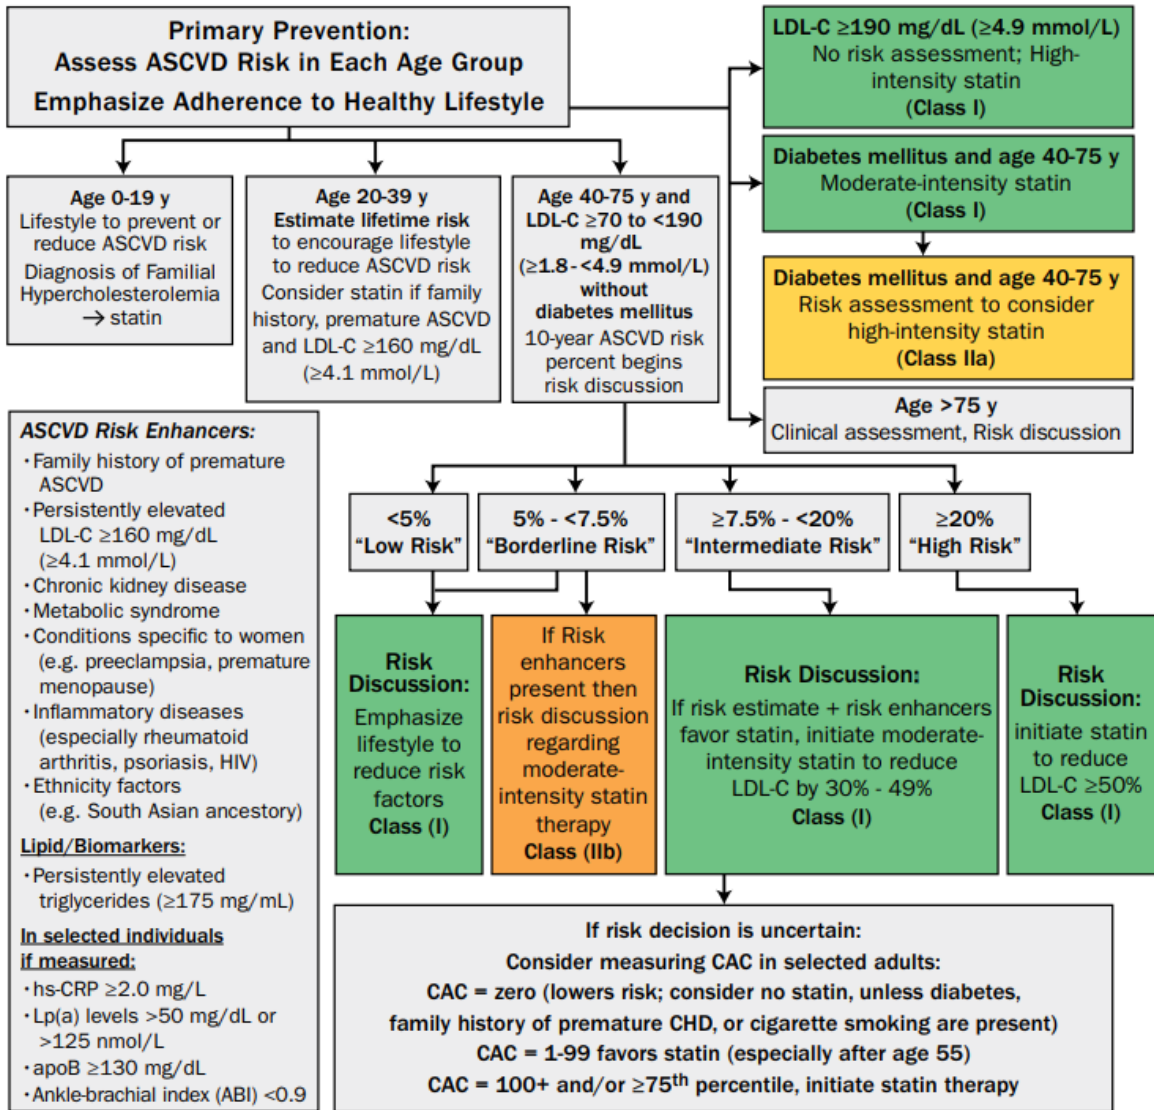 Primary Prevention:
Assess ASCVD Risk in Each Age Group
Emphasize Adherence to Healthy Lifestyle
LDL-C ≥190 mg/dL (≥4.9 mmol/L)
No risk assessment; High-
intensity statin
(Class I)
Diabetes mellitus and age 40-75 y
Moderate-intensity statin
(Class I)
Diabetes mellitus and age 40-75 y
Risk assessment to consider
high-intensity statin
(Class IIa)
Age >75 y
Clinical assessment, Risk discussion
Age 0-19 y
Lifestyle to prevent or
reduce ASCVD risk
Diagnosis of Familial
Hypercholesterolemia
→ statin
Age 20-39 y
Estimate lifetime risk
to encourage lifestyle
to reduce ASCVD risk
Consider statin if family
history, premature ASCVD
and LDL-C ≥160 mg/dL
(≥4.1 mmol/L)
Age 40-75 y and
LDL-C ≥70 to <190
mg/dL
(≥1.8-<4.9 mmol/L)
without
diabetes mellitus
10-year ASCVD risk
percent begins
risk discussion
ASCVD Risk Enhancers:
·Family history of premature
ASCVD
·Persistently elevated
LDL-C ≥160 mg/dL
(≥4.1 mmol/L)
·Chronic kidney disease
·Metabolic syndrome
·Conditions specific to women
(e.g. preeclampsia, premature
menopause)
·Inflammatory diseases
(especially rheumatoid
arthritis, psoriasis, HIV)
·Ethnicity factors
(e.g. South Asian ancestory)
Lipid/Biomarkers:
·Persistently elevated
triglycerides (≥175 mg/mL)
In selected individuals
if measured:
·hs-CRP ≥2.0 mg/L
·Lp(a) levels >50 mg/dL or
>125 nmol/L
·apoB ≥130 mg/dL
·Ankle-brachial index (ABI) <0.9
<5%
"Low Risk"
5% - <7.5%
"Borderline Risk"
≥7.5% - <20%
"Intermediate Risk"
≥20%
"High Risk"
Risk
Discussion:
Emphasize
lifestyle to
reduce risk
factors
Class (I)
If Risk
enhancers
present then
risk discussion
regarding
moderate-
intensity statin
therapy
Class (IIb)
Risk Discussion:
If risk estimate + risk enhancers
favor statin, initiate moderate-
intensity statin to reduce
LDL-C by 30% - 49%
Class (I)
Risk
Discussion:
initiate statin
to reduce
LDL-C ≥50%
Class (I)
If risk decision is uncertain:
Consider measuring CAC in selected adults:
CAC = zero (lowers risk; consider no statin, unless diabetes,
family history of premature CHD, or cigarette smoking are present)
CAC = 1-99 favors statin (especially after age 55)
CAC = 100+ and/or ≥75th percentile, initiate statin therapy